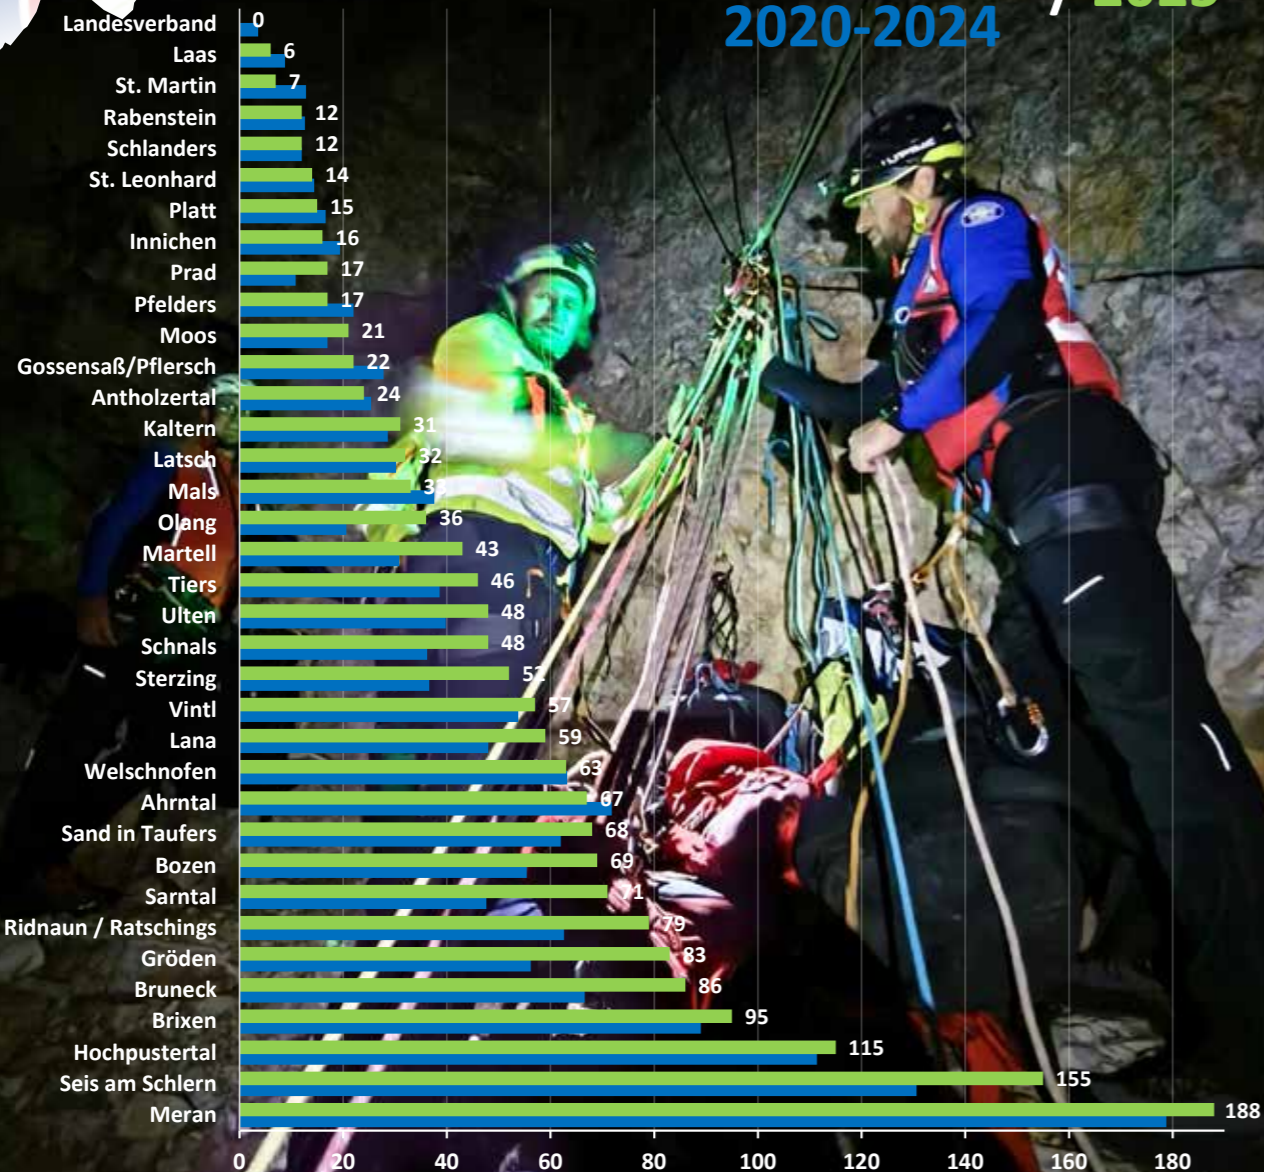 / 2025
2020-2024
Landesverband 0
Laas 6
St. Martin 7
Rabenstein 12
Schlanders 12
St. Leonhard 14
Platt 15
Innichen 16
Prad 17
Pfelders 17
Moos 21
Gossensaß/Pflersch 22
Antholzertal 24
Kaltern 31
Latsch 32
Mals 33
Olang 36
Martell 43
Tiers 46
Ulten 48
Schnals 48
Sterzing 52
Vintl 57
Lana 59
Welschnofen 63
Ahrntal 67
Sand in Taufers 68
Bozen 69
Sarntal 71
Ridnaun / Ratschings 79
Gröden 83
Bruneck 86
Brixen 95
Hochpustertal 115
Seis am Schlern 155
Meran 188
0 20 40 60 80 100 120 140 160 180